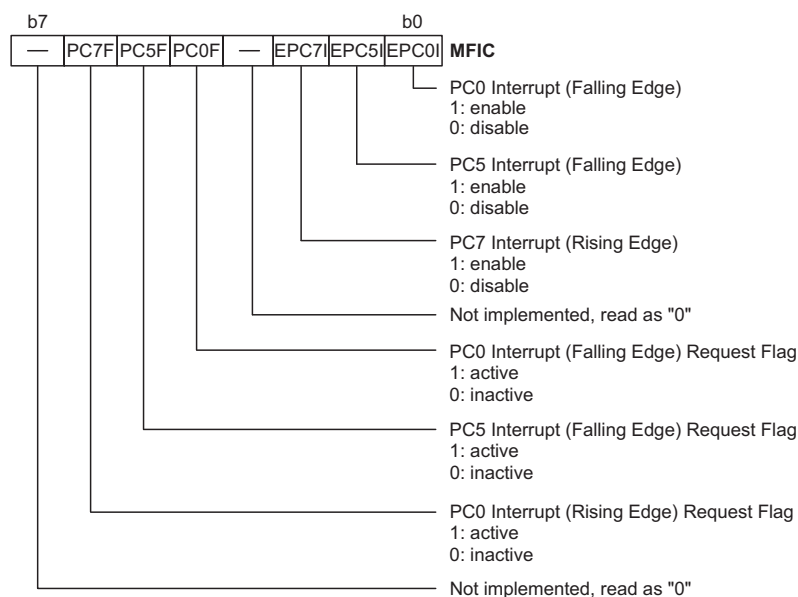 b7 b0
— PC7F PC5F PC0F — EPC7I EPC5I EPC0I MFIC
PC0 Interrupt (Falling Edge)
1: enable
0: disable
PC5 Interrupt (Falling Edge)
1: enable
0: disable
PC7 Interrupt (Rising Edge)
1: enable
0: disable
Not implemented, read as "0"
PC0 Interrupt (Falling Edge) Request Flag
1: active
0: inactive
PC5 Interrupt (Falling Edge) Request Flag
1: active
0: inactive
PC0 Interrupt (Rising Edge) Request Flag
1: active
0: inactive
Not implemented, read as "0"